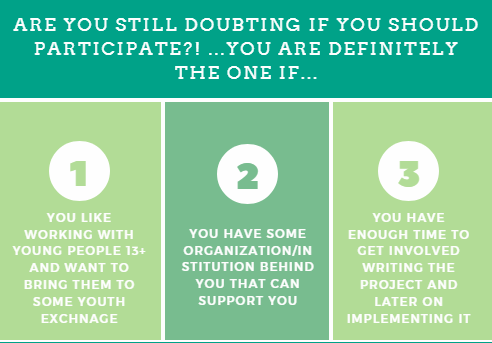 ARE YOU STILL DOUBTING IF YOU SHOULD
PARTICIPATE?! ...YOU ARE DEFINITELY
THE ONE IF...
1
YOU LIKE
WORKING WITH
YOUNG PEOPLE 13+
AND WANT TO
BRING THEM TO
SOME YOUTH
EXCHNAGE
2
YOU HAVE SOME
ORGANIZATION/IN
STITUTION BEHIND
YOU THAT CAN
SUPPORT YOU
3
YOU HAVE
ENOUGH TIME TO
GET INVOLVED
WRITING THE
PROJECT AND
LATER ON
IMPLEMENTING IT